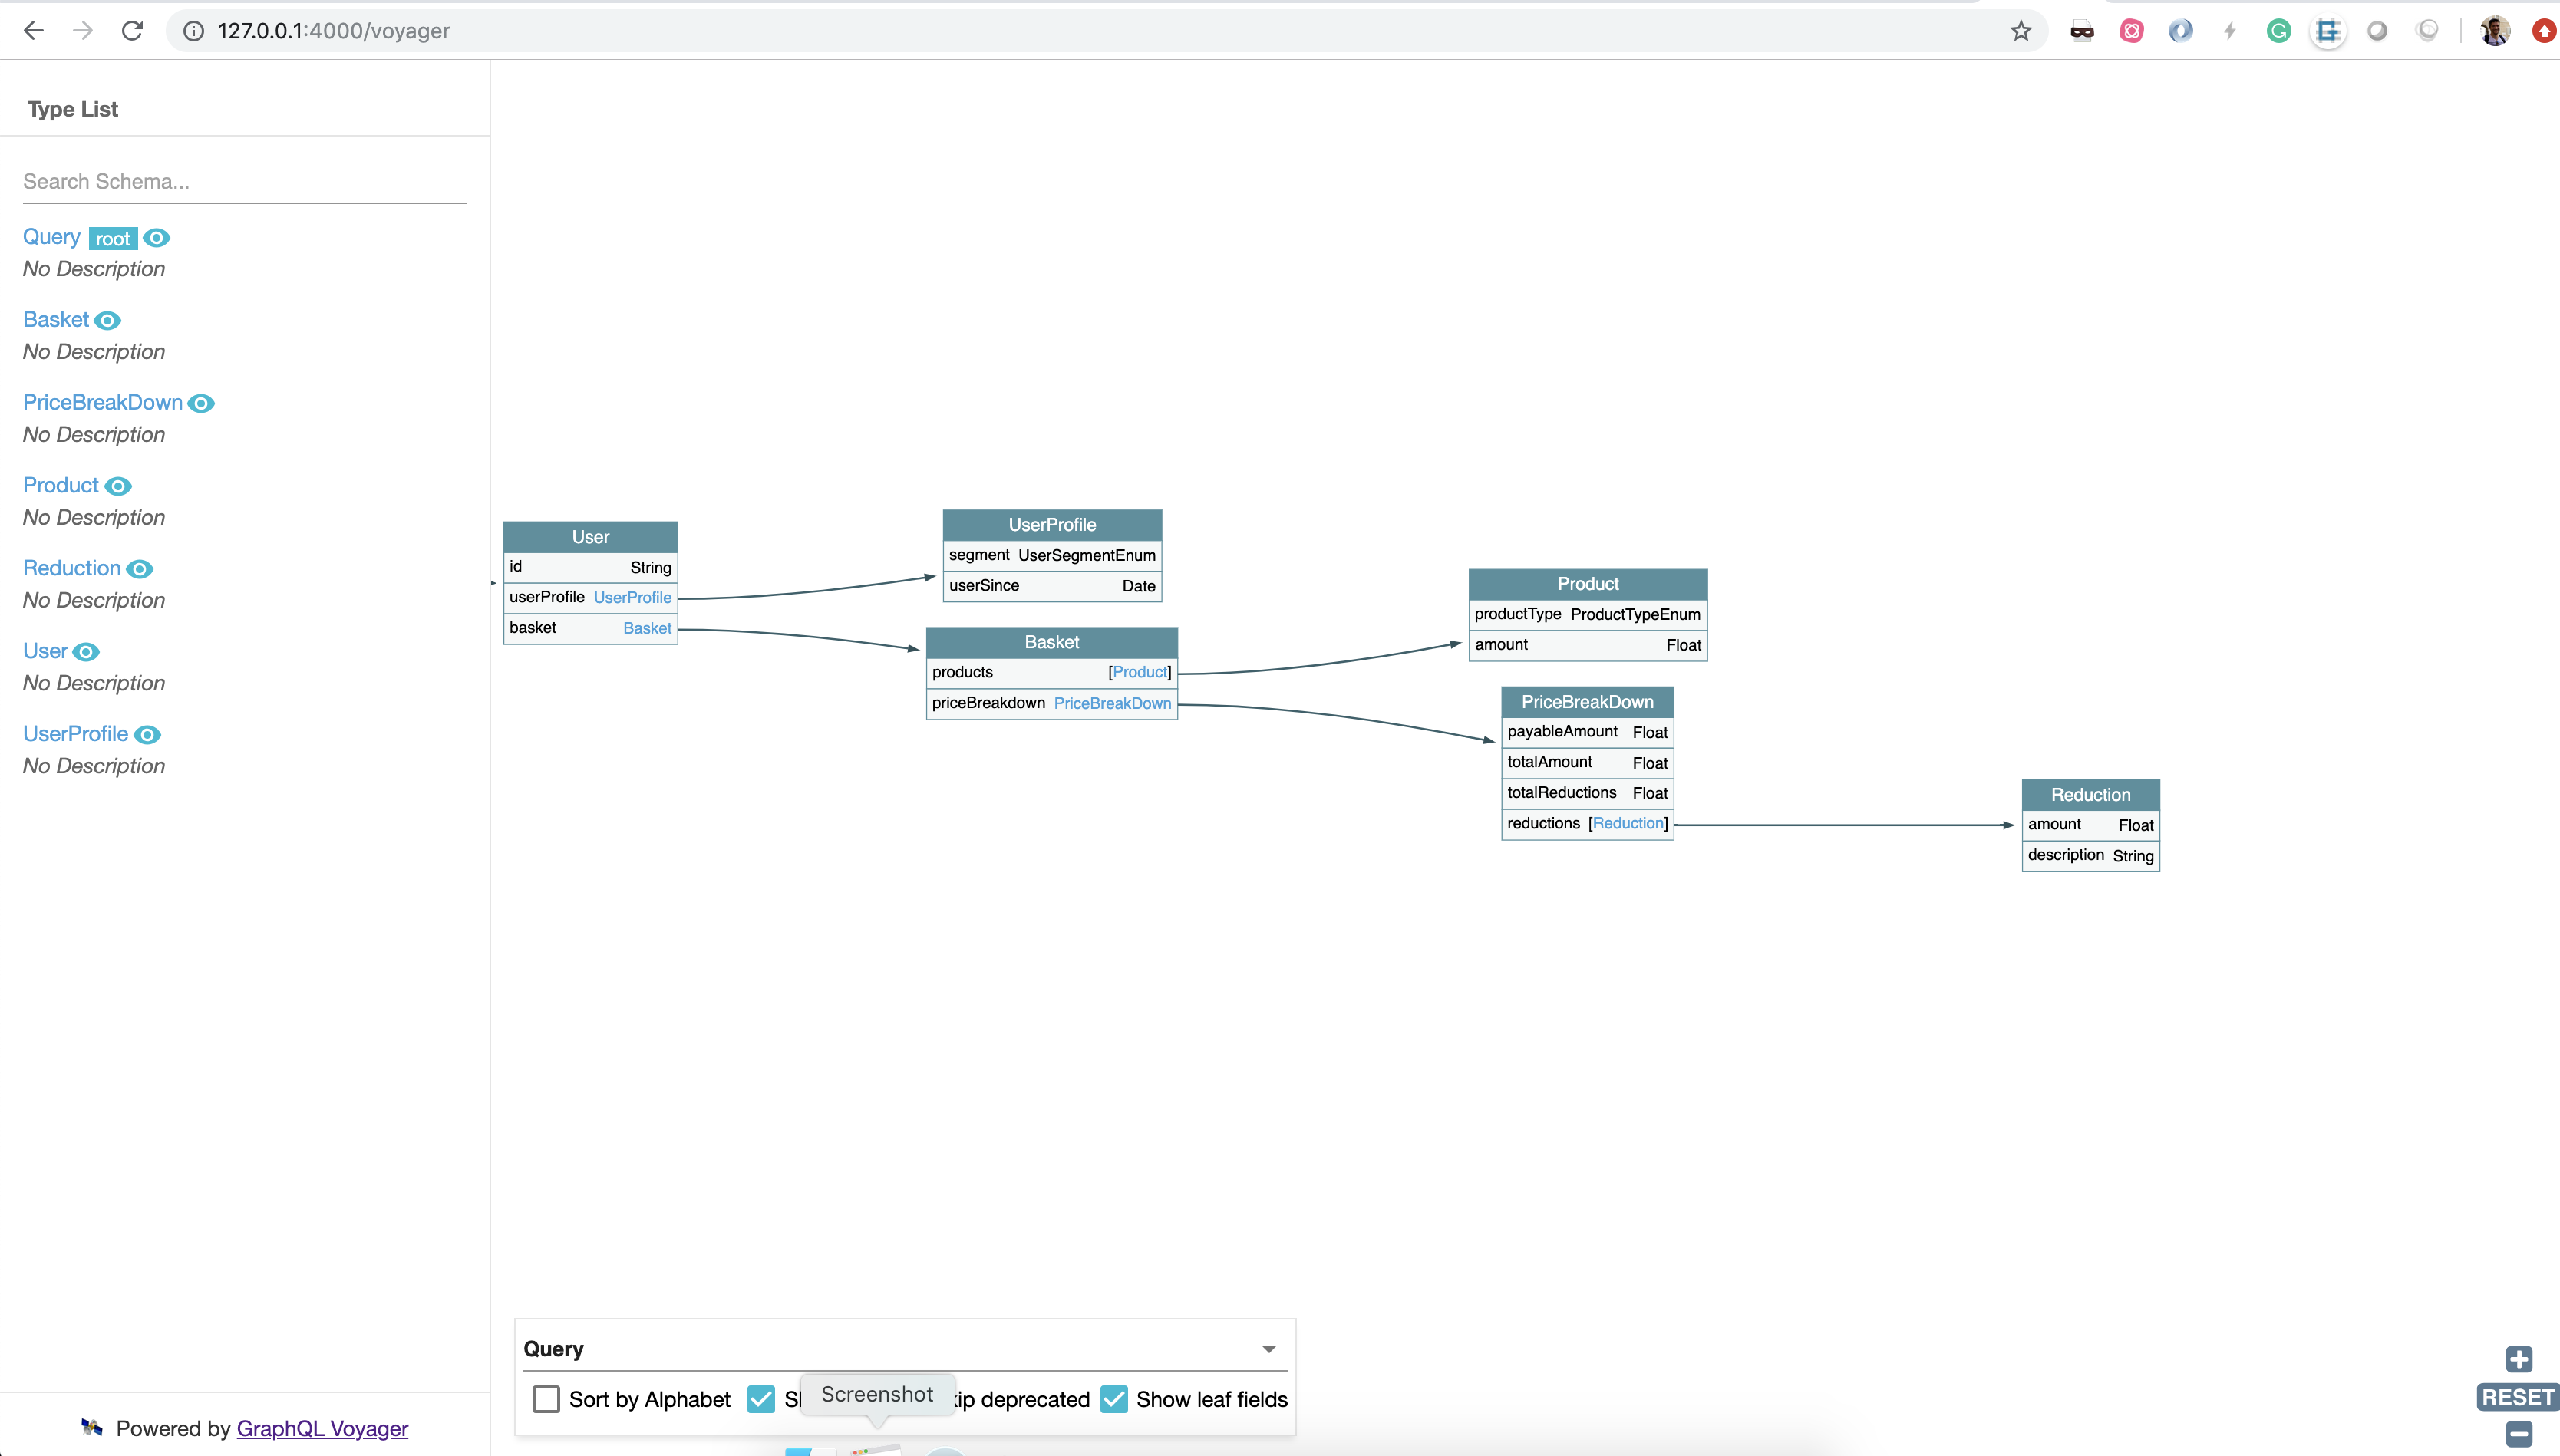 127.0.0.1:4000/voyager
Type List
Search Schema...
Query root
No Description
Basket
No Description
PriceBreakDown
No Description
Product
No Description
Reduction
No Description
User
No Description
UserProfile
No Description
Powered by GraphQL Voyager
User
id String
userProfile UserProfile
basket Basket
UserProfile
segment UserSegmentEnum
userSince Date
Basket
products [Product]
priceBreakdown PriceBreakDown
Product
productType ProductTypeEnum
amount Float
PriceBreakDown
payableAmount Float
totalAmount Float
totalReductions Float
reductions [Reduction]
Reduction
amount Float
description String
Query
Sort by Alphabet deprecated Show leaf fields
Screenshot
RESET